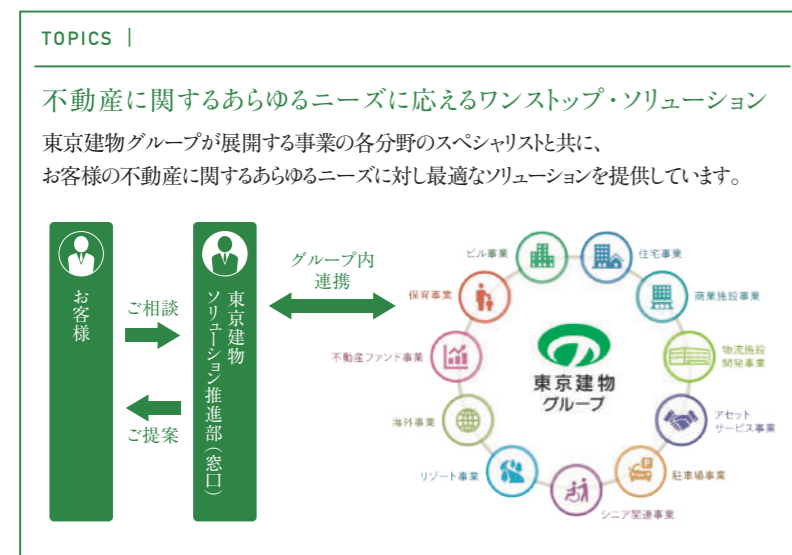 TOPICS
不動産に関するあらゆるニーズに応えるワンストップ・ソリューション
東京建物グループが展開する事業の各分野のスペシャリストと共に、
お客様の不動産に関するあらゆるニーズに対し最適なソリューションを提供しています。
お客様
ご相談
ご提案
東京建物
ソリューション推進部（窓口）
グループ内
連携
ビル事業
住宅事業
商業施設事業
物流施設
開発事業
アセット
サービス事業
駐車場事業
シニア関連事業
リゾート事業
海外事業
不動産ファンド事業
保育事業
東京建物
グループ